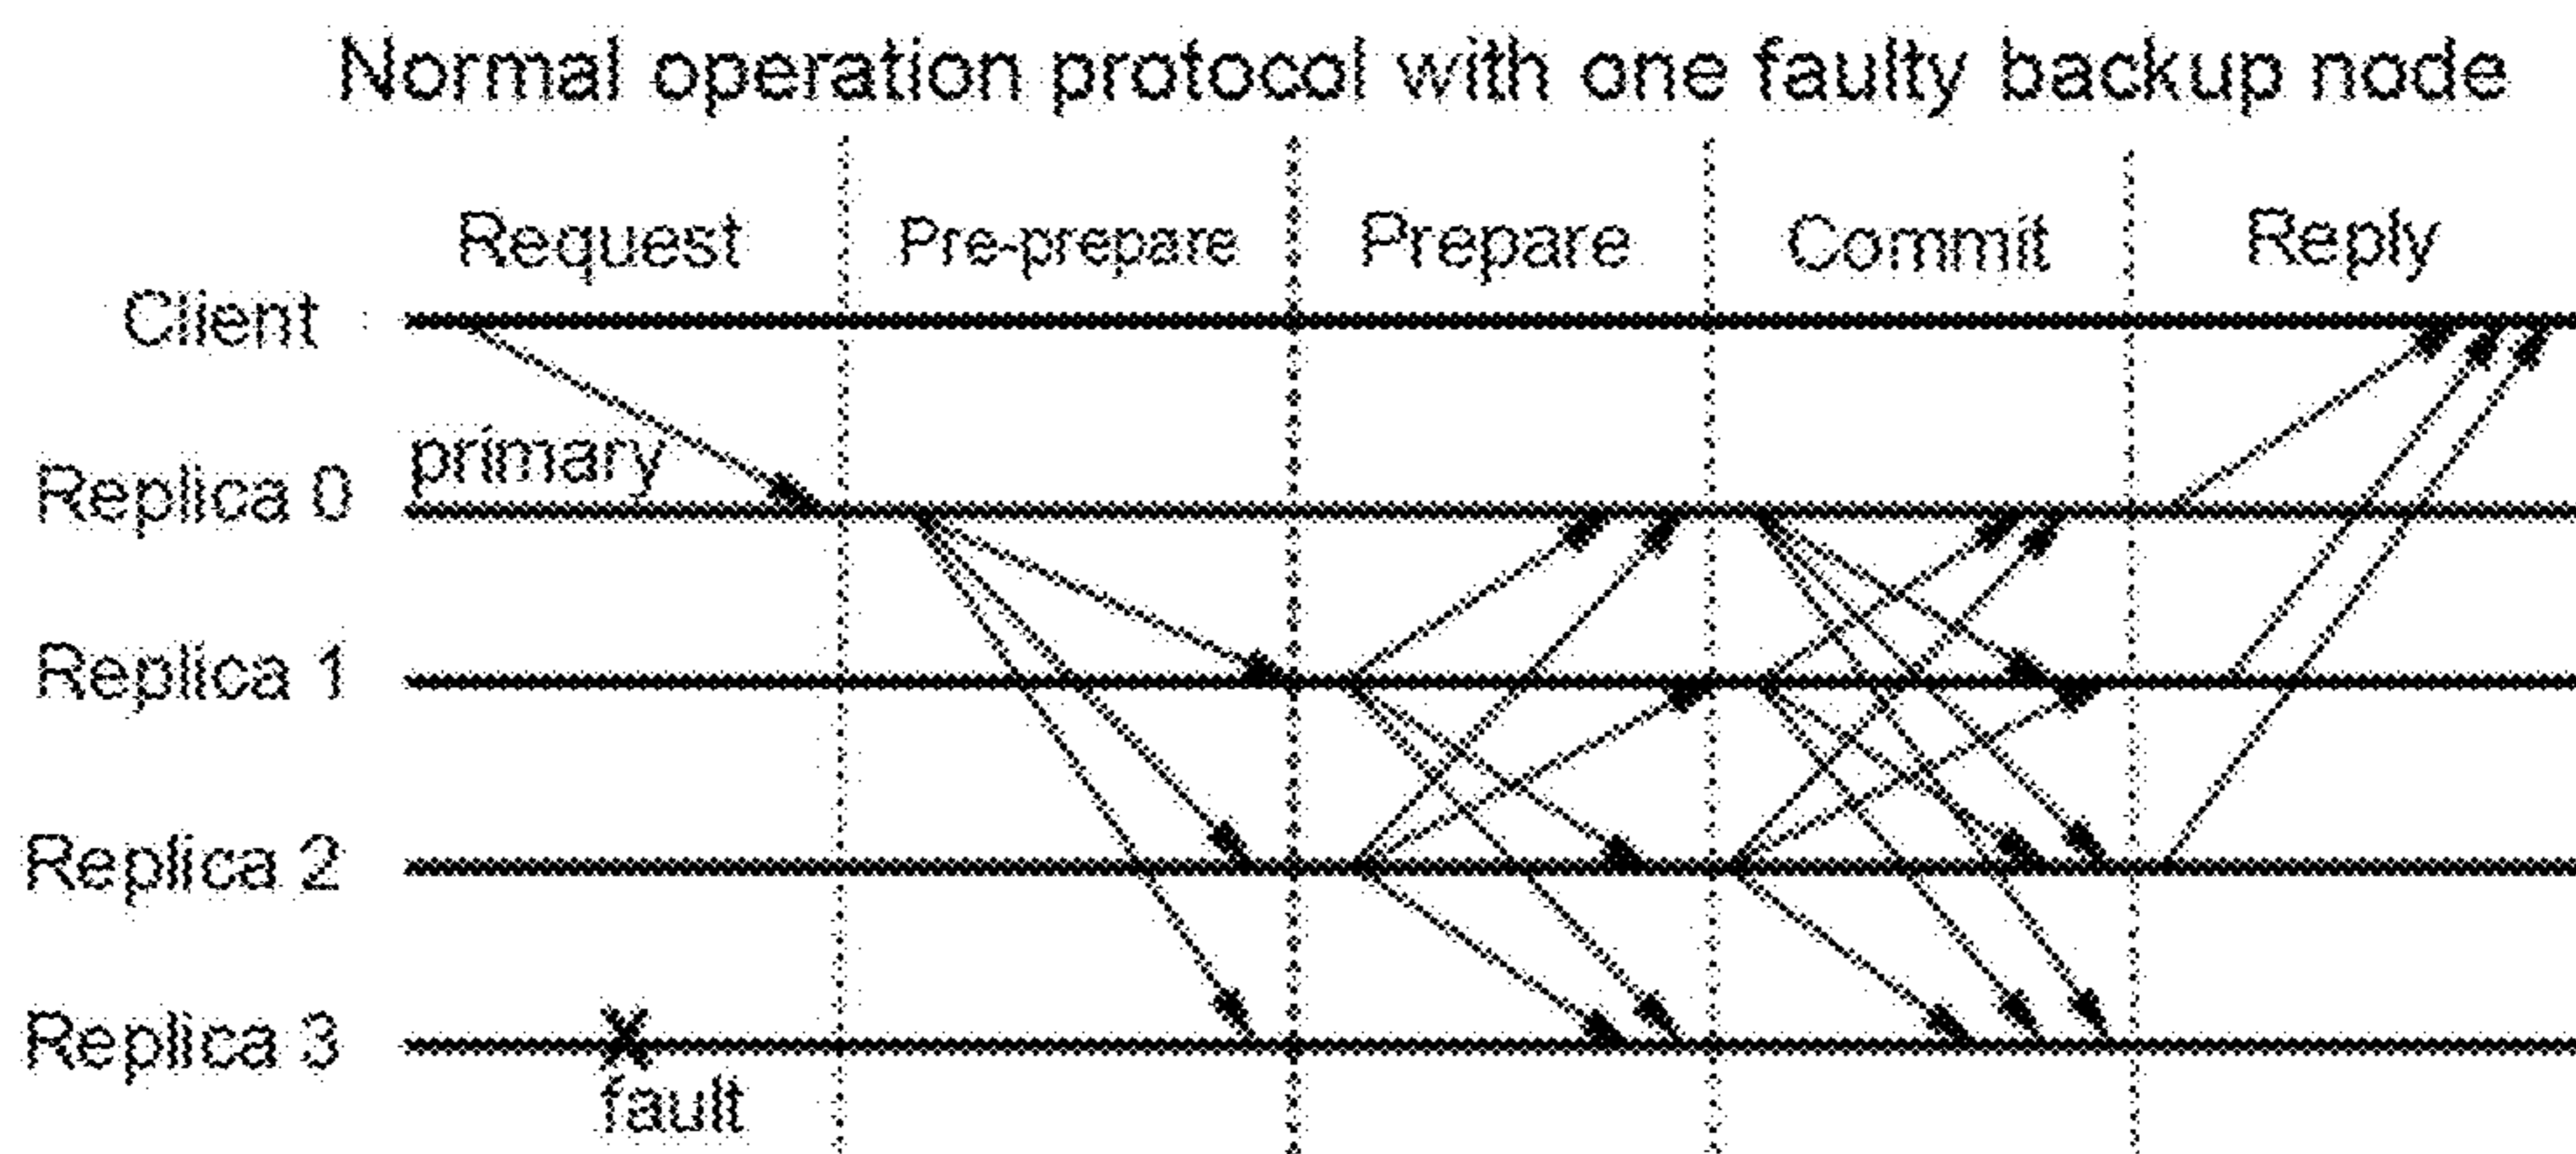 Normal operation protocol with one faulty backup node
Request Pre-prepare Prepare Commit Reply
Client
primary
Replica 0
Replica 1
Replica 2
Replica 3
fault